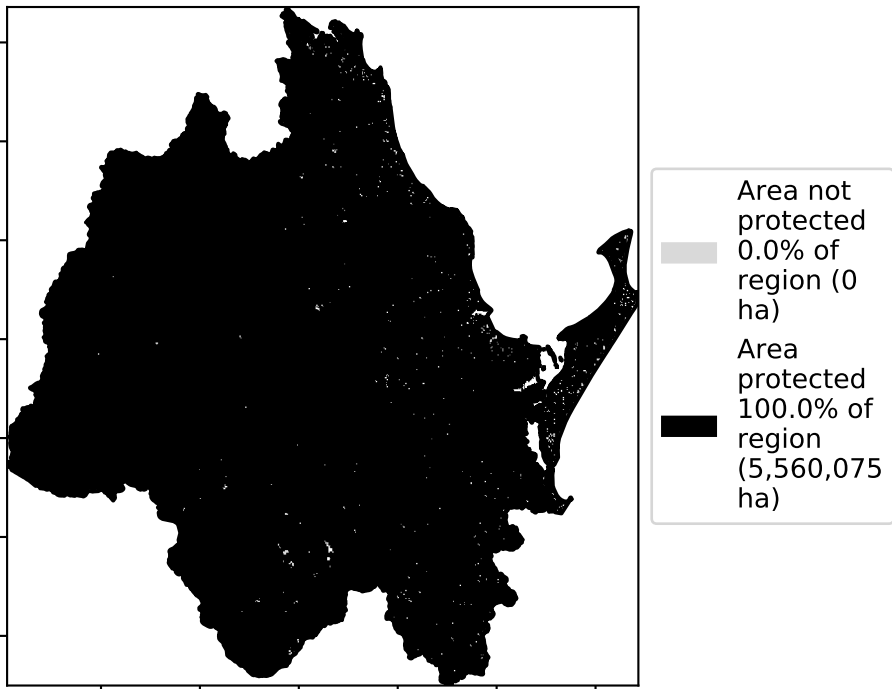 Area not
protected
0.0% of
region (0
ha)
Area
protected
100.0% of
region
(5,560,075
ha)